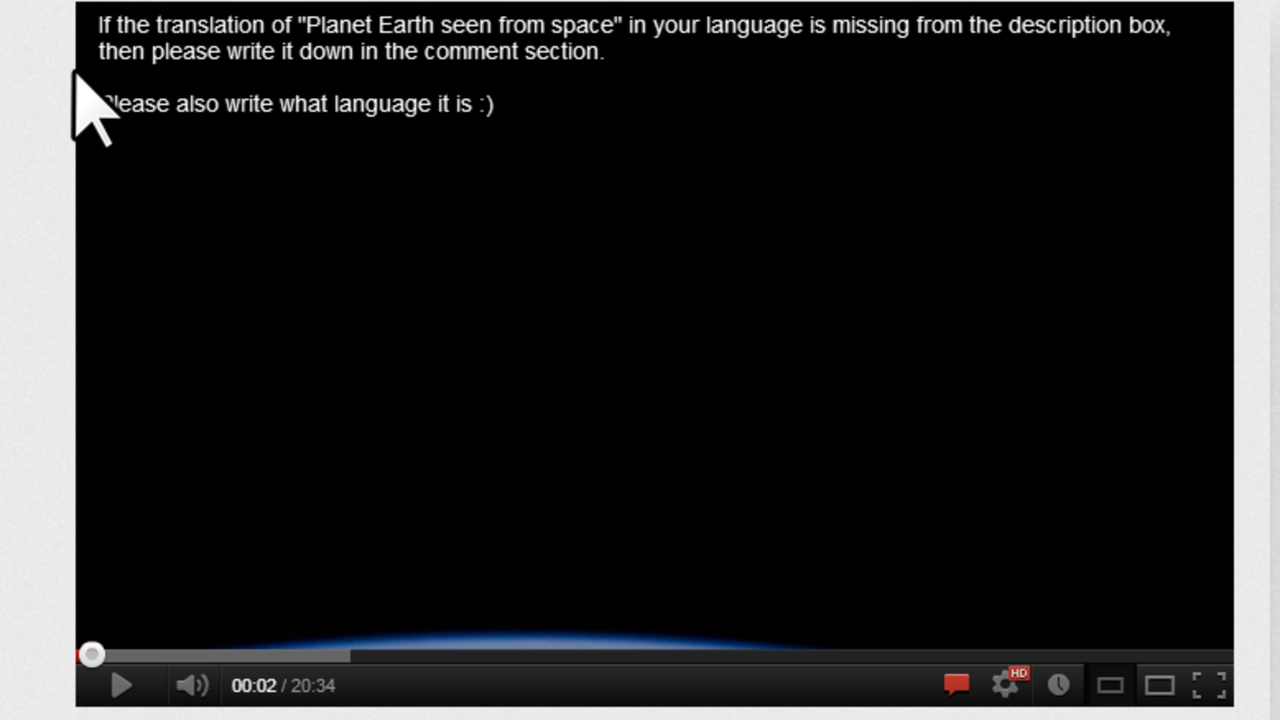 If the translation of "Planet Earth seen from space" in your language is missing from the description box,
then please write it down in the comment section.
Please also write what language it is :)
HD
00:02 / 20:34